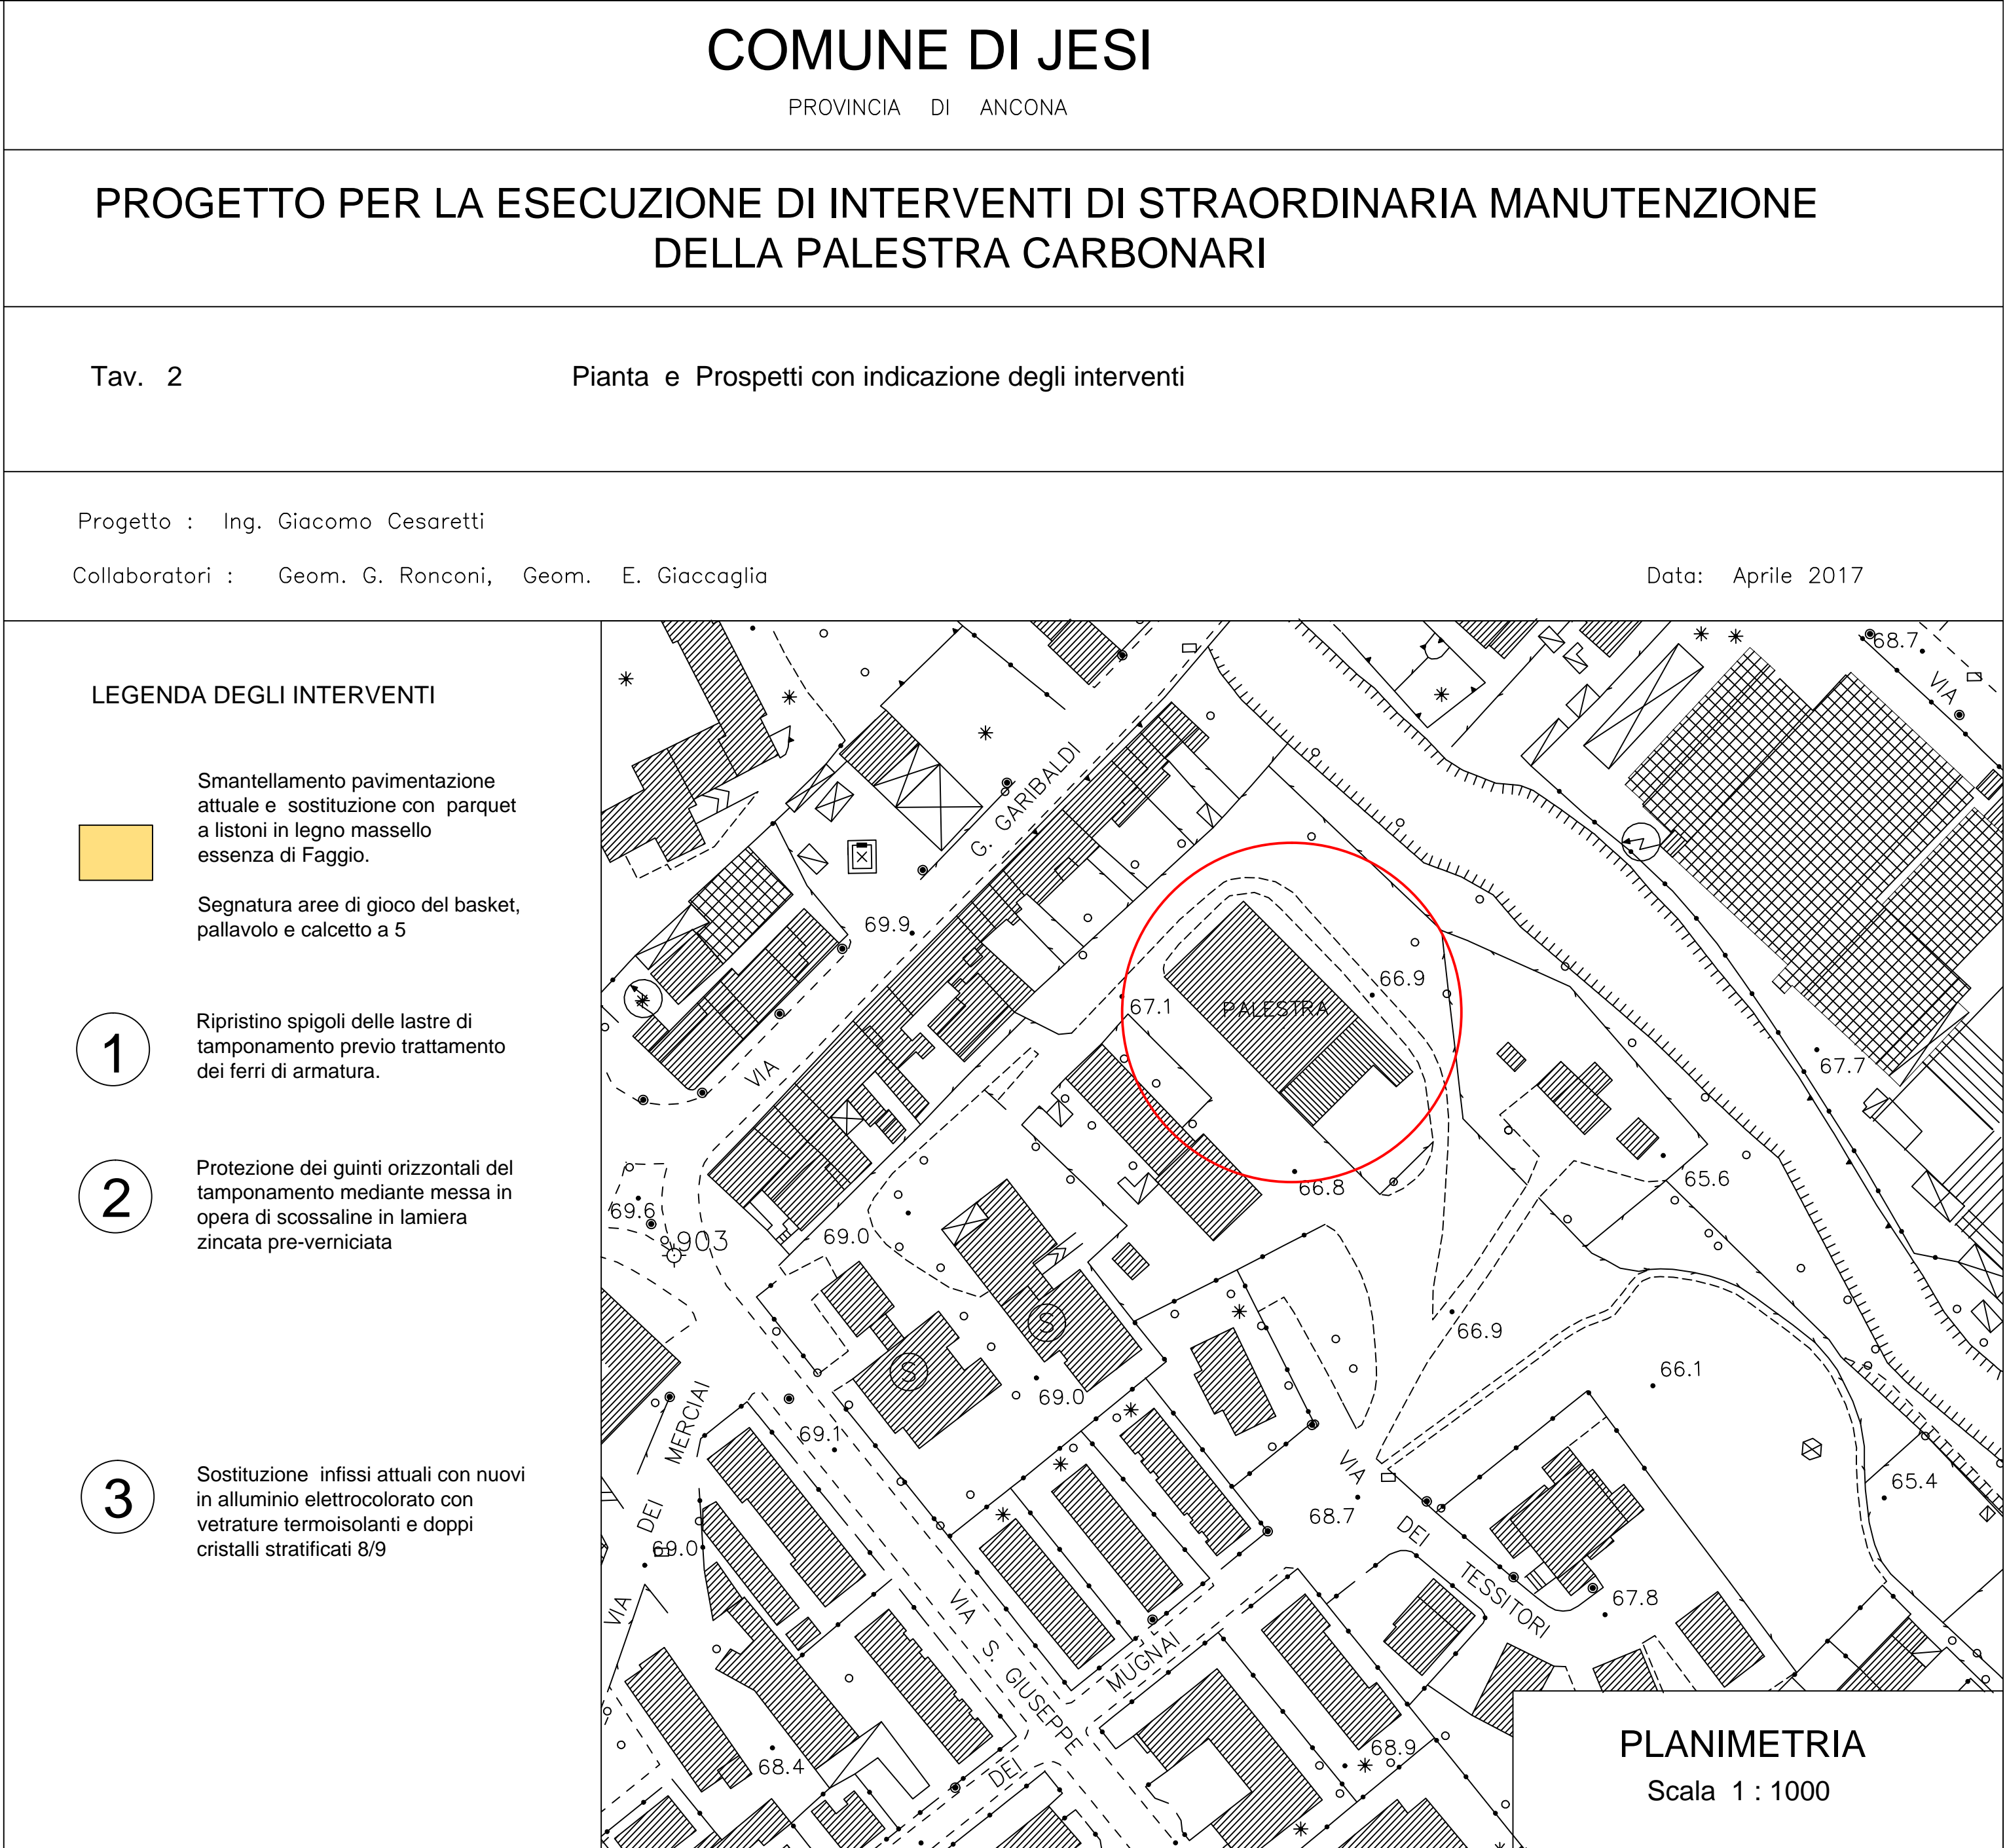 COMUNE DI JESI
PROVINCIA DI ANCONA
PROGETTO PER LA ESECUZIONE DI INTERVENTI DI STRAORDINARIA MANUTENZIONE
DELLA PALESTRA CARBONARI
Tav. 2
Pianta e Prospetti con indicazione degli interventi
Progetto : Ing. Giacomo Cesaretti
Collaboratori : Geom. G. Ronconi, Geom. E. Giaccaglia
Data: Aprile 2017
LEGENDA DEGLI INTERVENTI
Smantellamento pavimentazione
attuale e sostituzione con parquet
a listoni in legno massello
essenza di Faggio.
Segnatura aree di gioco del basket,
pallavolo e calcetto a 5
1
Ripristino spigoli delle lastre di
tamponamento previo trattamento
dei ferri di armatura.
2
Protezione dei guinti orizzontali del
tamponamento mediante messa in
opera di scossaline in lamiera
zincata pre-verniciata
3
Sostituzione infissi attuali con nuovi
in alluminio elettrocolorato con
vetrature termoisolanti e doppi
cristalli stratificati 8/9
68.7
VIA
VIA G. GARIBALDI
69.9
66.9
67.1
PALESTRA
67.7
66.8
65.6
69.6
903
69.0
S
S
66.9
66.1
69.0
69.1
65.4
VIA DEI MERCIAI
69.0
68.7
VIA DEI TESSITORI
67.8
VIA S. GIUSEPPE
DEI MUGNAI
68.4
68.9
PLANIMETRIA
Scala 1 : 1000